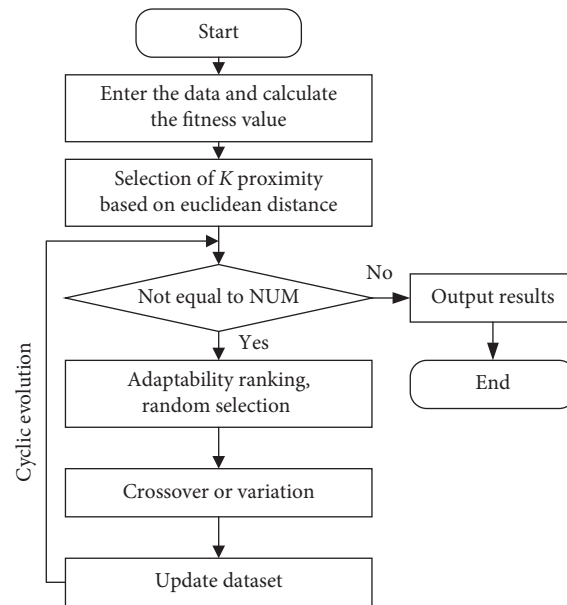 Start
Enter the data and calculate
the fitness value
Selection of K proximity
based on euclidean distance
Not equal to NUM
No
Output results
Yes
End
Adaptability ranking,
random selection
Cyclic evolution
Crossover or variation
Update dataset